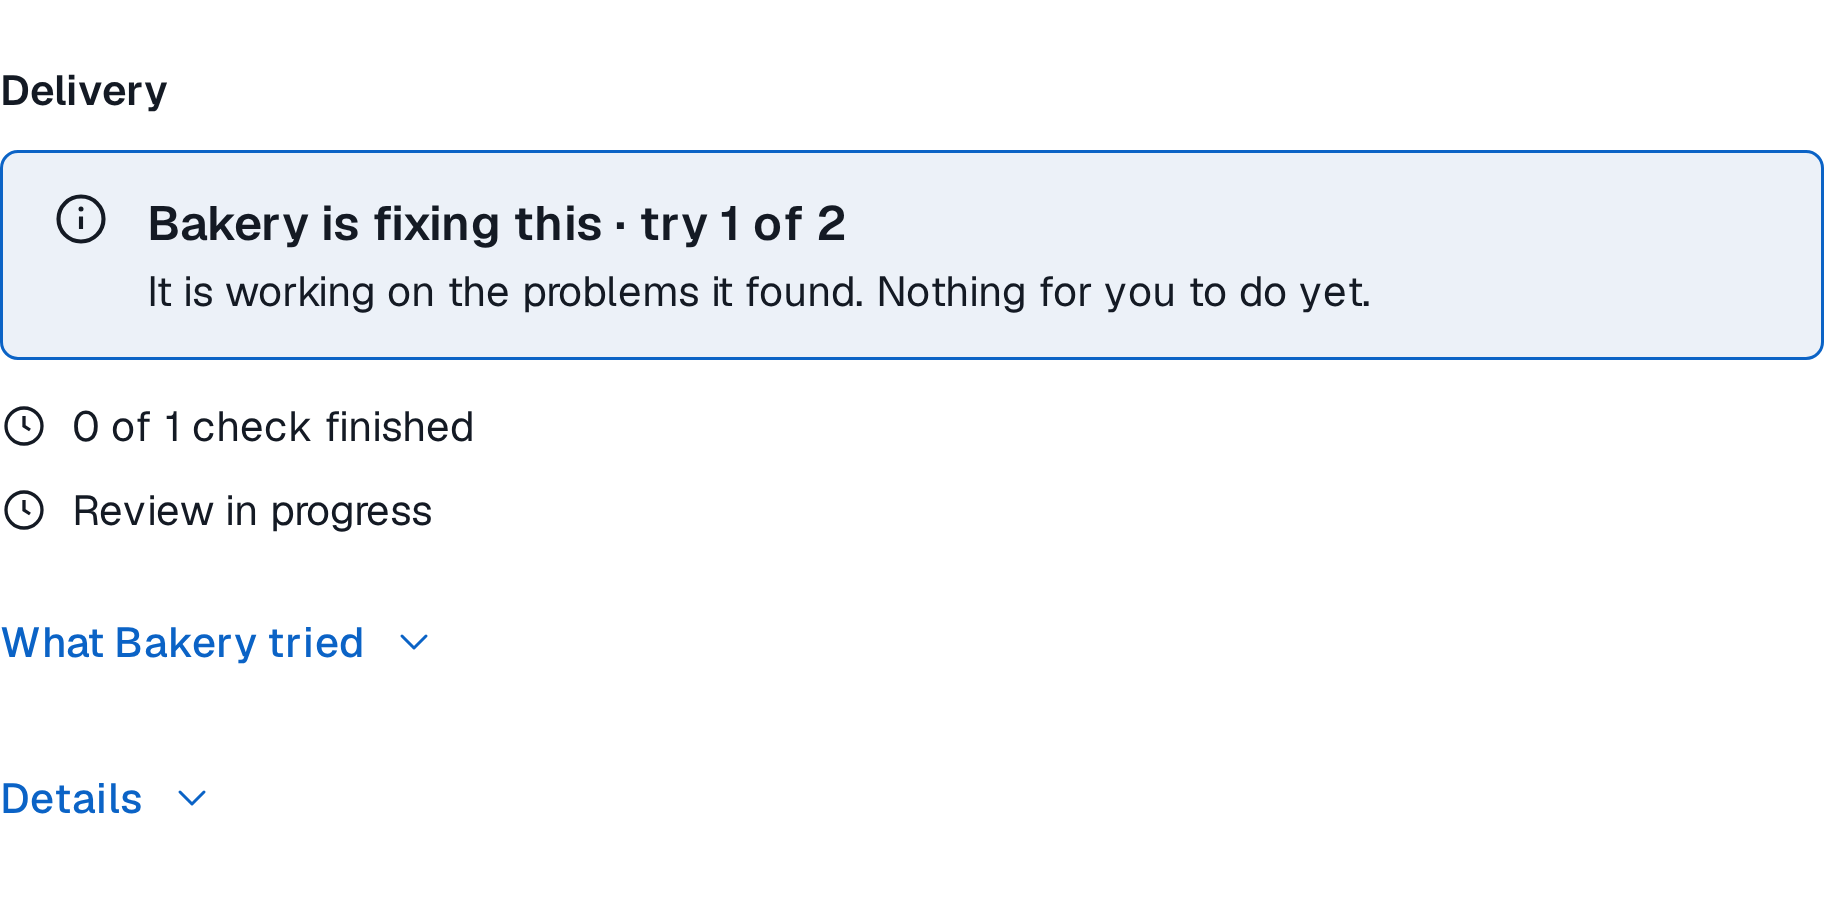 Delivery
Bakery is fixing this · try 1 of 2
It is working on the problems it found. Nothing for you to do yet.
0 of 1 check finished
Review in progress
What Bakery tried
Details